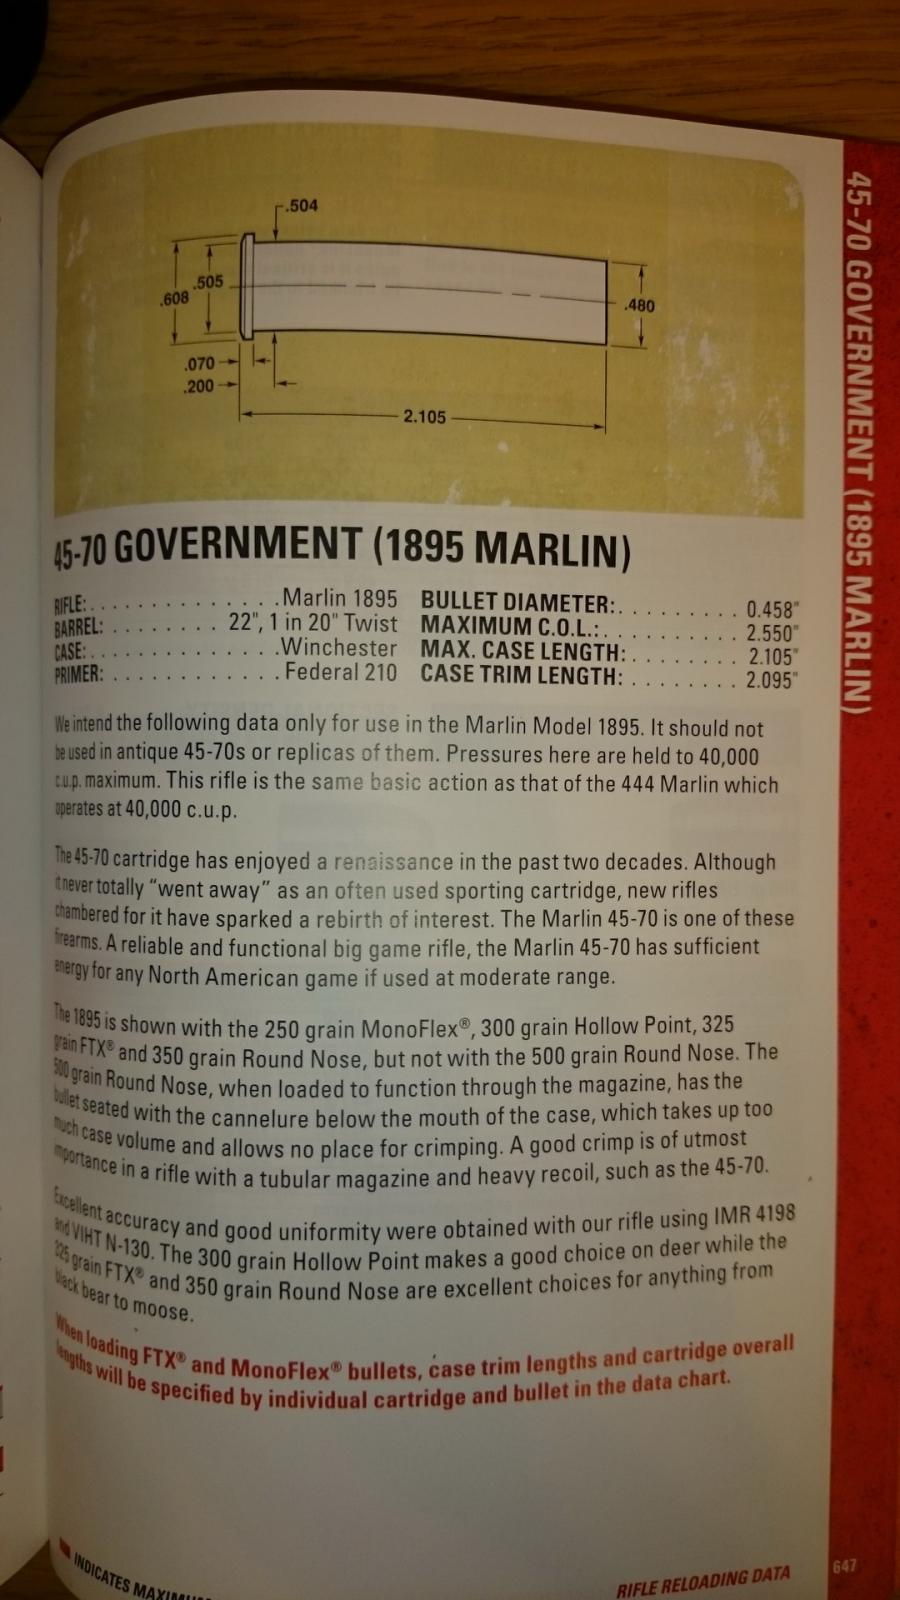 .504
.505
.608
.480
.070
.200
2.105
45-70 GOVERNMENT (1895 MARLIN)
RIFLE: . . . . . . . . . . . . . . Marlin 1895
BARREL: . . . . . . . . 22", 1 in 20" Twist
CASE: . . . . . . . . . . . . . . Winchester
PRIMER: . . . . . . . . . . . . Federal 210
BULLET DIAMETER: . . . . . . . . . 0.458"
MAXIMUM C.O.L.: . . . . . . . . . . 2.550"
MAX. CASE LENGTH: . . . . . . . . 2.105"
CASE TRIM LENGTH: . . . . . . . . 2.095"
We intend the following data only for use in the Marlin Model 1895. It should not
be used in antique 45-70s or replicas of them. Pressures here are held to 40,000
c.u.p. maximum. This rifle is the same basic action as that of the 444 Marlin which
operates at 40,000 c.u.p.
The 45-70 cartridge has enjoyed a renaissance in the past two decades. Although
it never totally “went away” as an often used sporting cartridge, new rifles
chambered for it have sparked a rebirth of interest. The Marlin 45-70 is one of these
firearms. A reliable and functional big game rifle, the Marlin 45-70 has sufficient
energy for any North American game if used at moderate range.
The 1895 is shown with the 250 grain MonoFlex®, 300 grain Hollow Point, 325
grain FTX® and 350 grain Round Nose, but not with the 500 grain Round Nose. The
500 grain Round Nose, when loaded to function through the magazine, has the
bullet seated with the cannelure below the mouth of the case, which takes up too
much case volume and allows no place for crimping. A good crimp is of utmost
importance in a rifle with a tubular magazine and heavy recoil, such as the 45-70.
Excellent accuracy and good uniformity were obtained with our rifle using IMR 4198
and VIHT N-130. The 300 grain Hollow Point makes a good choice on deer while the
325 grain FTX® and 350 grain Round Nose are excellent choices for anything from
black bear to moose.
When loading FTX® and MonoFlex® bullets, case trim lengths and cartridge overall
lengths will be specified by individual cartridge and bullet in the data chart.
INDICATES
RIFLE RELOADING DATA
647
45-70 GOVERNMENT (1895 MARLIN)